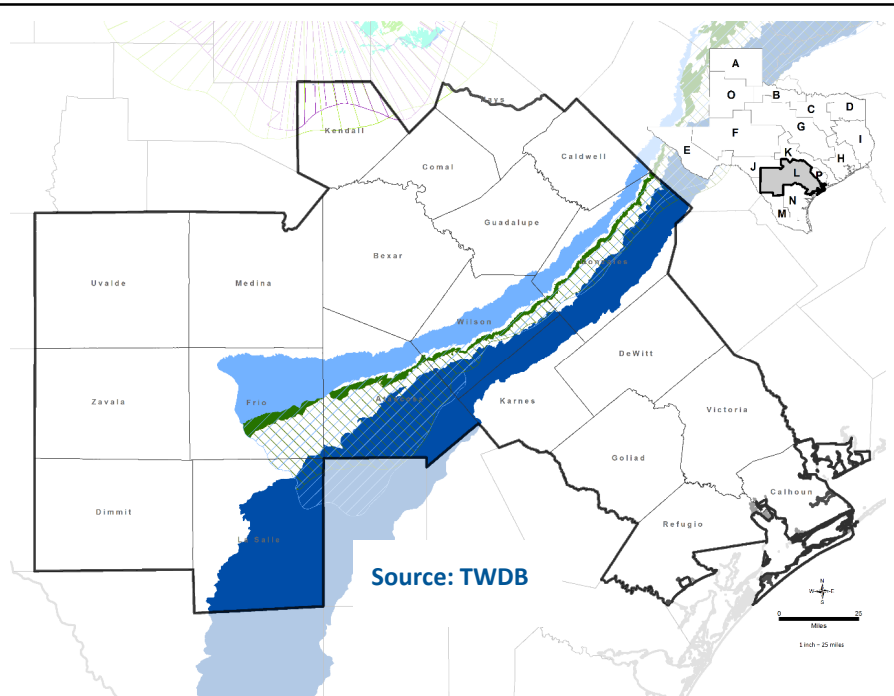 A
O
B
C
D
G
F
I
E
K
H
J
L
P
N
M
Hays
Kendall
Comal
Caldwell
Guadalupe
Bexar
Gonzales
Uvalde
Medina
Wilson
DeWitt
Zavala
Frio
Atascosa
Karnes
Victoria
Goliad
Calhoun
Dimmit
Refugio
La Salle
Source: TWDB
N
W E
S
0 25
Miles
1 inch ~ 25 miles